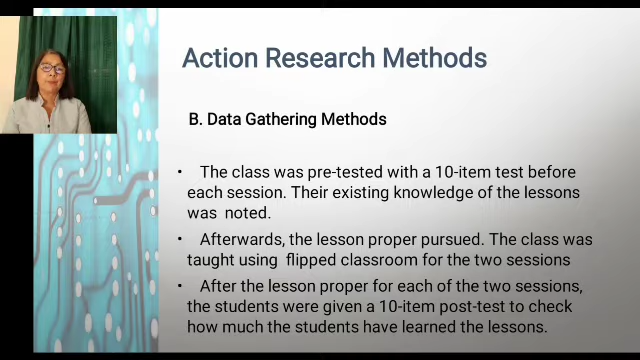 Action Research Methods
B. Data Gathering Methods
• The class was pre-tested with a 10-item test before
each session. Their existing knowledge of the lessons
was noted.
• Afterwards, the lesson proper pursued. The class was
taught using flipped classroom for the two sessions
• After the lesson proper for each of the two sessions,
the students were given a 10-item post-test to check
how much the students have learned the lessons.